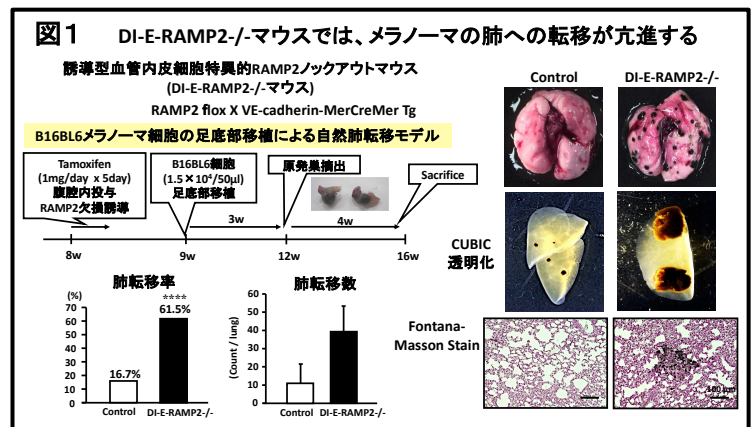 図1 DI-E-RAMP2-/-マウスでは、メラノーマの肺への転移が亢進する
誘導型血管内皮細胞特異的RAMP2ノックアウトマウス
(DI-E-RAMP2-/-マウス)
RAMP2 flox X VE-cadherin-MerCreMer Tg
B16BL6メラノーマ細胞の足底部移植による自然肺転移モデル
Tamoxifen
(1mg/day x 5day)
腹腔内投与
RAMP2欠損誘導
B16BL6細胞
(1.5×10⁴/50μl)
足底部移植
原発巣摘出
Sacrifice
3w
4w
8w
9w
12w
16w
肺転移率
(%)
70
60
50
40
30
20
10
0
16.7%
****
61.5%
Control
DI-E-RAMP2-/-
肺転移数
(Count / lung)
60
50
40
30
20
10
0
Control
DI-E-RAMP2-/-
Control
DI-E-RAMP2-/-
CUBIC
透明化
Fontana-
Masson Stain
100 μm